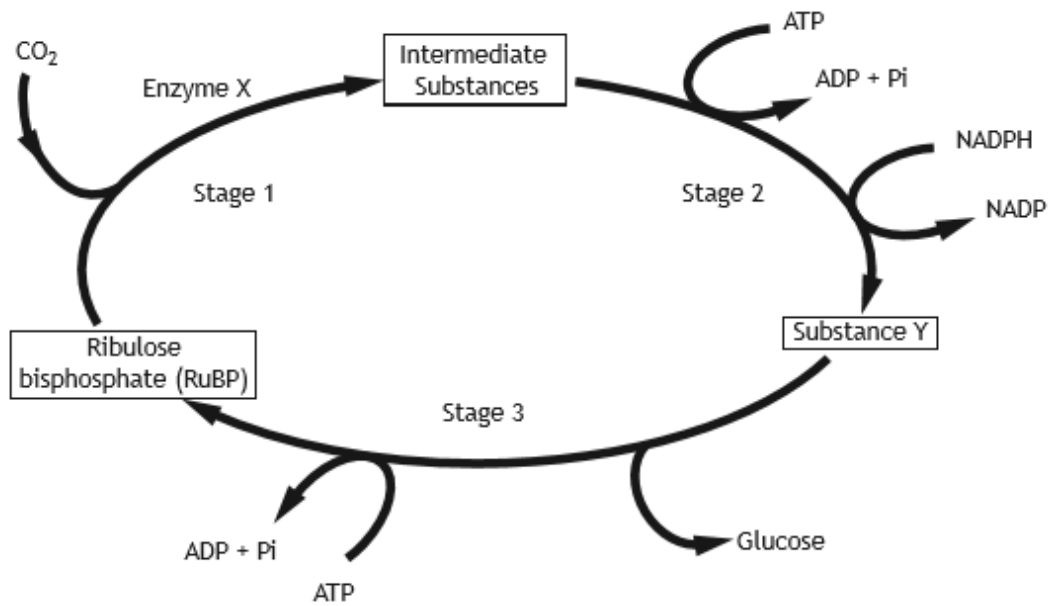 ATP
CO₂
Intermediate
Substances
Enzyme X
ADP + Pi
NADPH
Stage 1
Stage 2
NADP
Substance Y
Ribulose
bisphosphate (RuBP)
Stage 3
ADP + Pi
Glucose
ATP